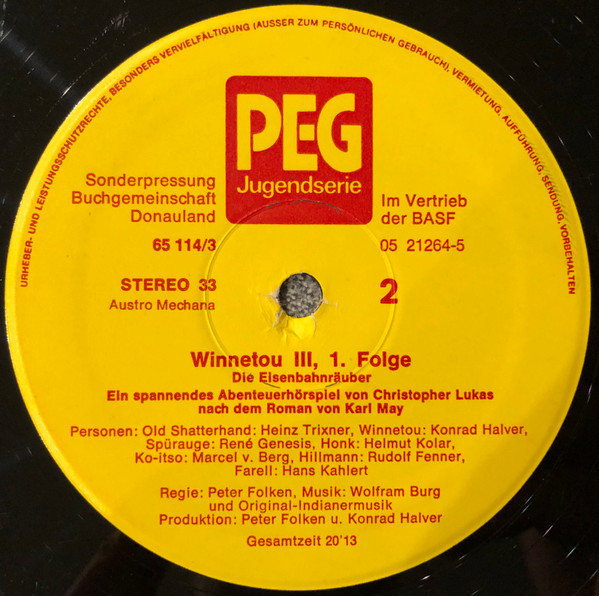 URHEBER- UND LEISTUNGSSCHUTZRECHTE, BESONDERS VERVIELFÄLTIGUNG (AUSSER ZUM PERSÖNLICHEN GEBRAUCH), VERMIETUNG, AUFFÜHRUNG, SENDUNG, VORBEHALTEN
PEG
Jugendserie
Sonderpressung
Buchgemeinschaft
Donauland
Im Vertrieb
der BASF
65 114/3
05 21264-5
STEREO 33
2
Austro Mechana
Winnetou III, 1. Folge
Die Eisenbahnräuber
Ein spannendes Abenteuerhörspiel von Christopher Lukas
nach dem Roman von Karl May
Personen: Old Shatterhand: Heinz Trixner, Winnetou: Konrad Halver,
Spürauge: René Genesis, Honk: Helmut Kolar,
Ko-itso: Marcel v. Berg, Hillmann: Rudolf Fenner,
Farell: Hans Kahlert
Regie: Peter Folken, Musik: Wolfram Burg
und Original-Indianermusik
Produktion: Peter Folken u. Konrad Halver
Gesamtzeit 20'13